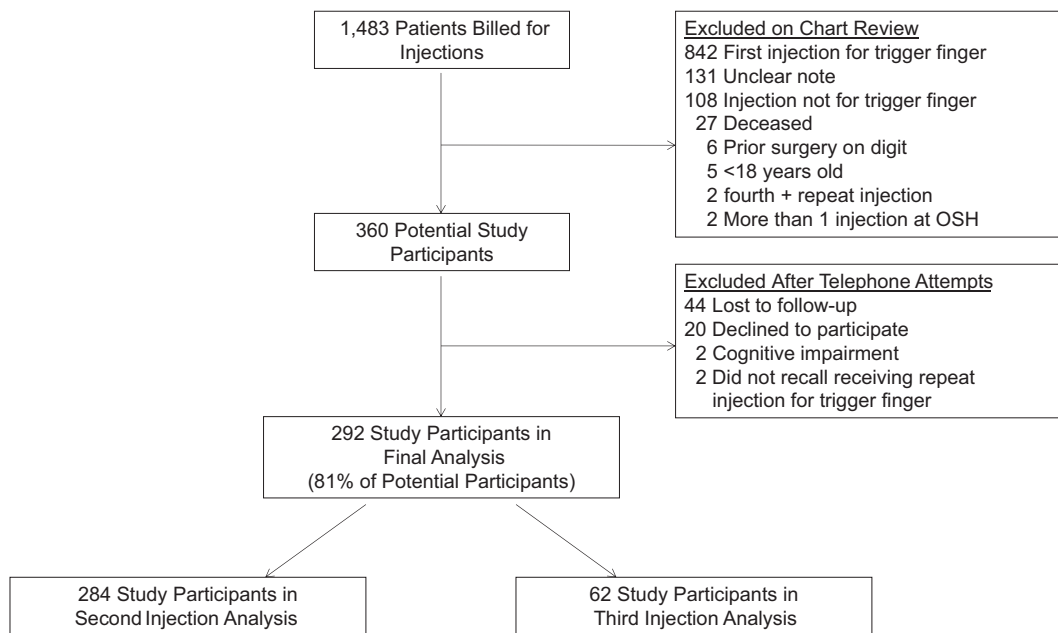 1,483 Patients Billed for
Injections
Excluded on Chart Review
842 First injection for trigger finger
131 Unclear note
108 Injection not for trigger finger
27 Deceased
6 Prior surgery on digit
5 <18 years old
2 fourth + repeat injection
2 More than 1 injection at OSH
360 Potential Study
Participants
Excluded After Telephone Attempts
44 Lost to follow-up
20 Declined to participate
2 Cognitive impairment
2 Did not recall receiving repeat
injection for trigger finger
292 Study Participants in
Final Analysis
(81% of Potential Participants)
284 Study Participants in
Second Injection Analysis
62 Study Participants in
Third Injection Analysis